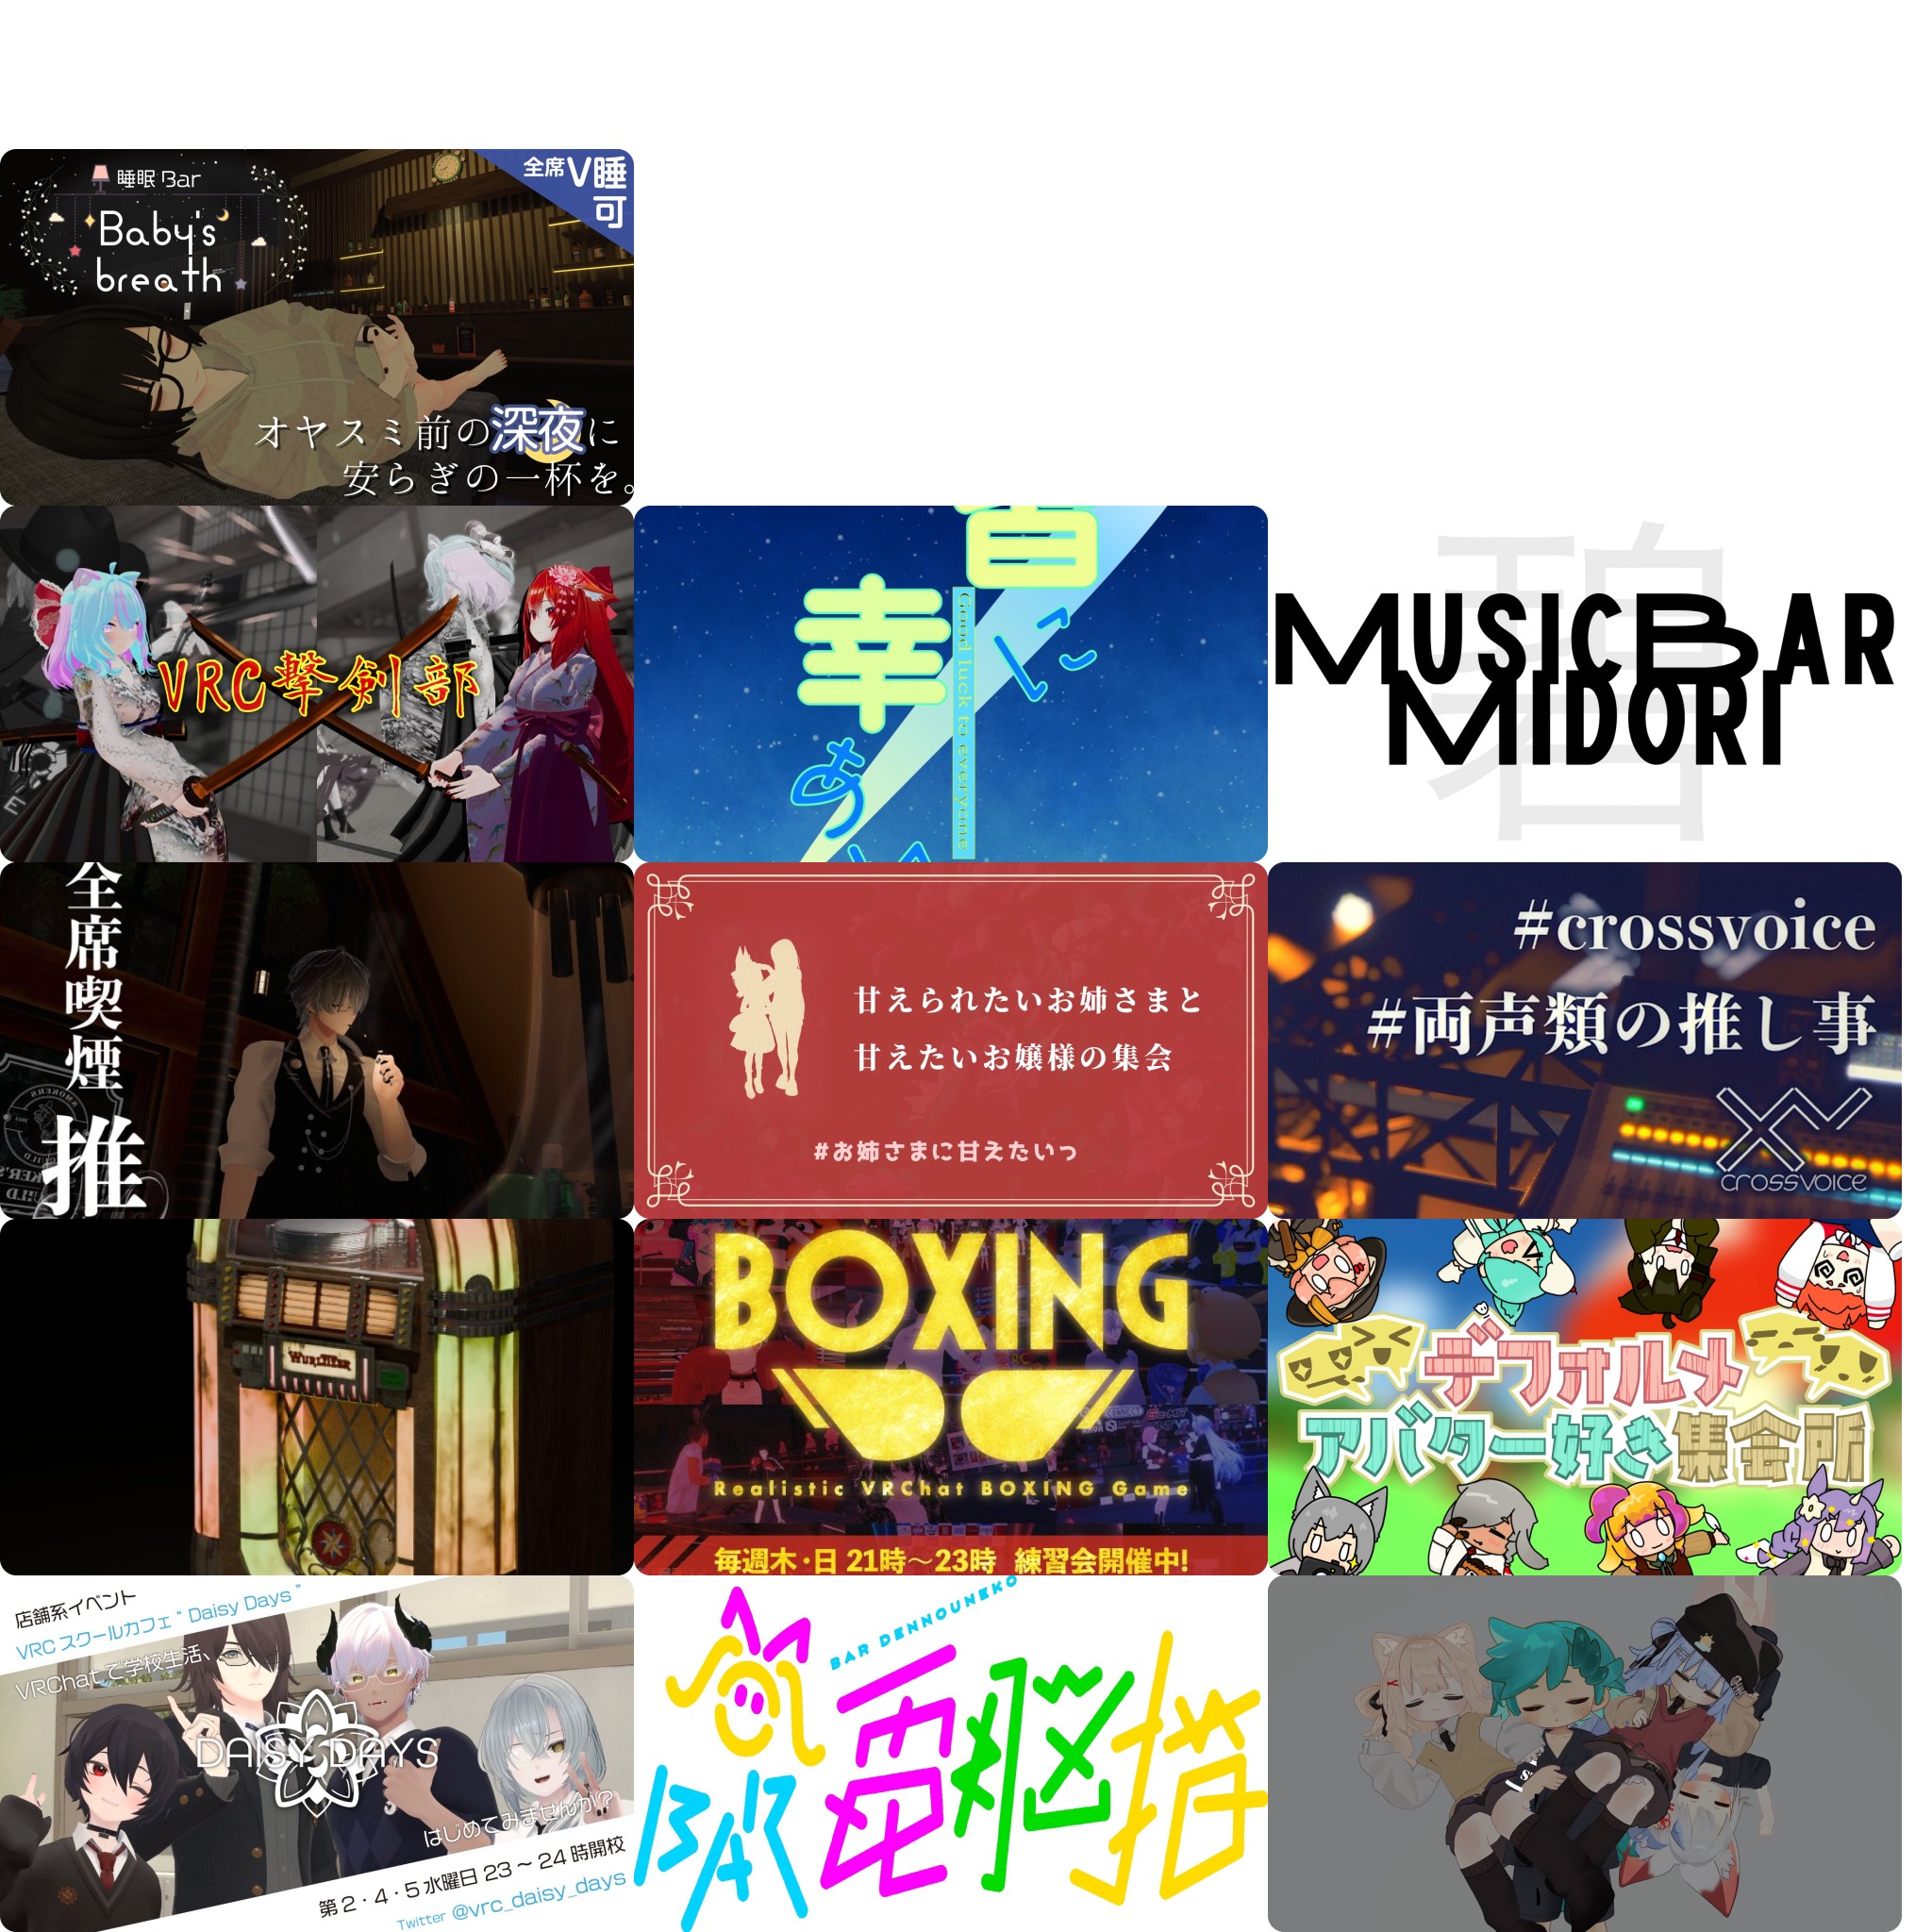 睡眠 Bar
Baby's
breath
全席V睡
可
オヤスミ前の深夜に
安らぎの一杯を。
VRC撃剣部
皆に
幸あ
Good luck to everyone
碧
MUSICBAR
MIDORI
全席喫煙
推
甘えられたいお姉さまと
甘えたいお嬢様の集会
#お姉さまに甘えたいっ
#crossvoice
#両声類の推し事
crossvoice
WURLITZER
BOXING
Realistic VRChat BOXING Game
毎週木・日 21時～23時 練習会開催中!
デフォルメ
アバター好き集会所
店舗系イベント
VRCスクールカフェ“Daisy Days”
VRChatで学校生活、
DAISY DAYS
はじめてみませんか?
第2・4・5水曜日 23～24時開校
Twitter @vrc_daisy_days
BAR DENNOUNEKO
BAR
電脳猫